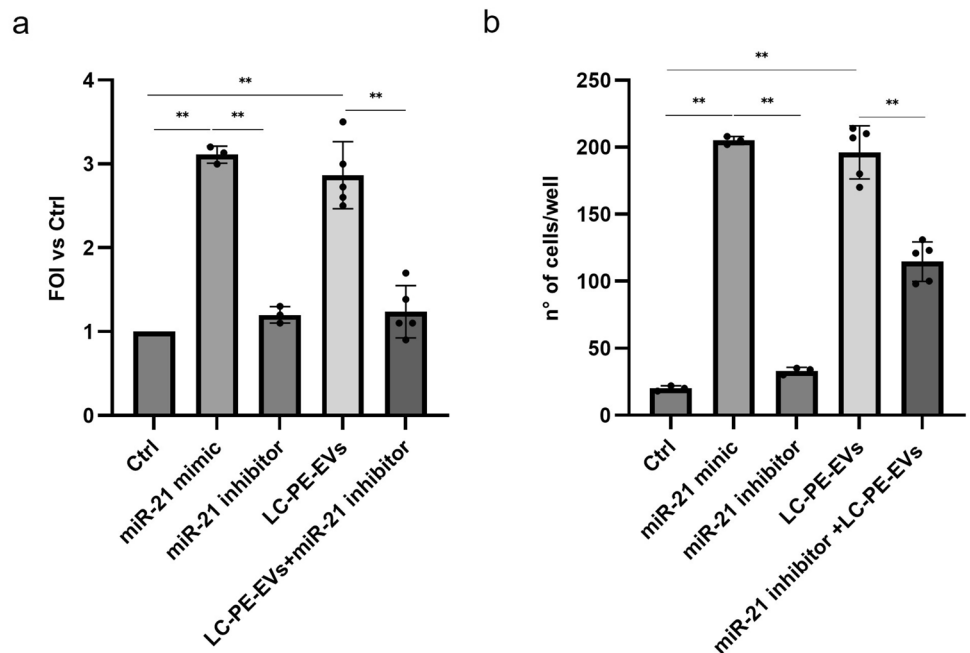 a
FOI vs Ctrl
4
3
2
1
0
**
**
**
**
Ctrl
miR-21 mimic
miR-21 inhibitor
LC-PE-EVs
LC-PE-EVs+miR-21 inhibitor
b
n° of cells/well
250
200
150
100
50
0
**
**
**
**
Ctrl
miR-21 minic
miR-21 inhibitor
LC-PE-EVs
miR-21 inhibitor +LC-PE-EVs